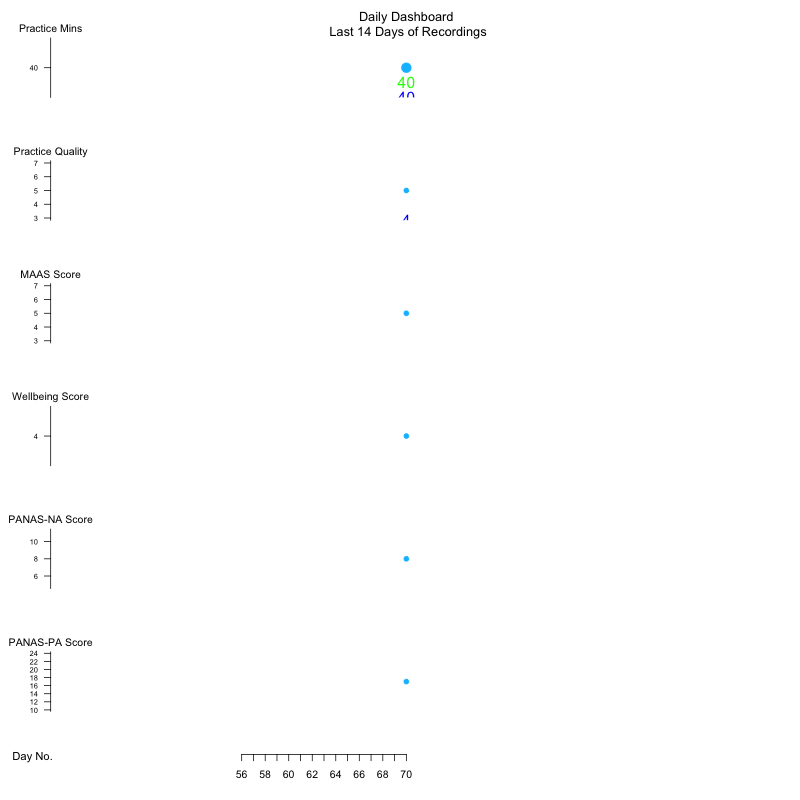 Daily Dashboard
Last 14 Days of Recordings
Practice Mins
40
40
40
Practice Quality
7
6
5
4
3
4
MAAS Score
7
6
5
4
3
Wellbeing Score
4
PANAS-NA Score
10
8
6
PANAS-PA Score
24
22
20
18
16
14
12
10
Day No.
56 58 60 62 64 66 68 70